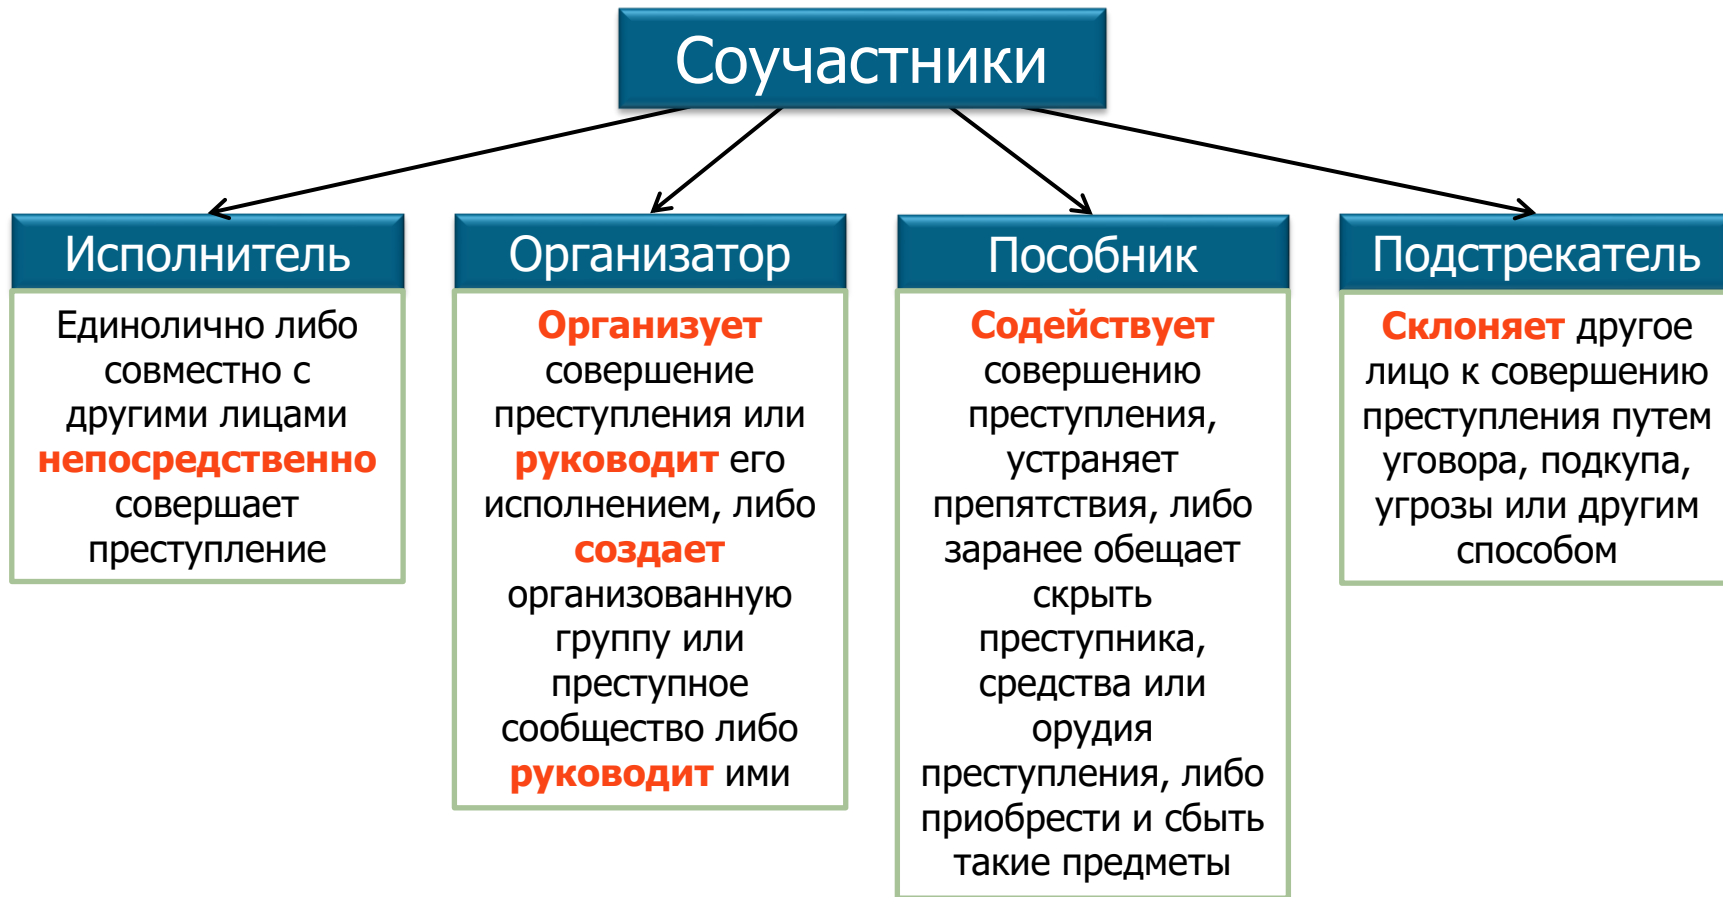 Соучастники
Исполнитель
Единолично либо
совместно с
другими лицами
непосредственно
совершает
преступление
Организатор
Организует
совершение
преступления или
руководит его
исполнением, либо
создает
организованную
группу или
преступное
сообщество либо
руководит ими
Пособник
Содействует
совершению
преступления,
устраняет
препятствия, либо
заранее обещает
скрыть
преступника,
средства или
орудия
преступления, либо
приобрести и сбыть
такие предметы
Подстрекатель
Склоняет другое
лицо к совершению
преступления путем
уговора, подкупа,
угрозы или другим
способом